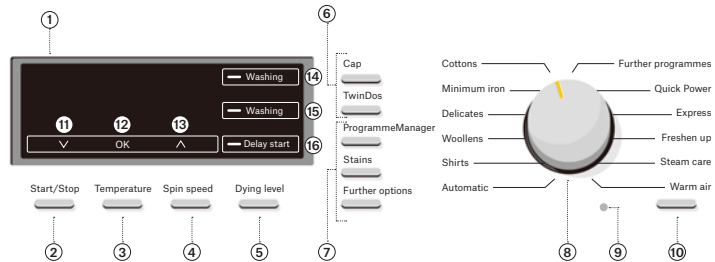 ①
⑥
Cap
TwinDos
ProgrammeManager
Stains
Further options
Washing
⑭
Washing
⑮
⑪
⑫
⑬
OK
Delay start
⑯
Start/Stop
Temperature
Spin speed
Dying level
②
③
④
⑤
⑦
Cottons
Minimum iron
Delicates
Woollens
Shirts
Automatic
Further programmes
Quick Power
Express
Freshen up
Steam care
Warm air
⑧
⑨
⑩